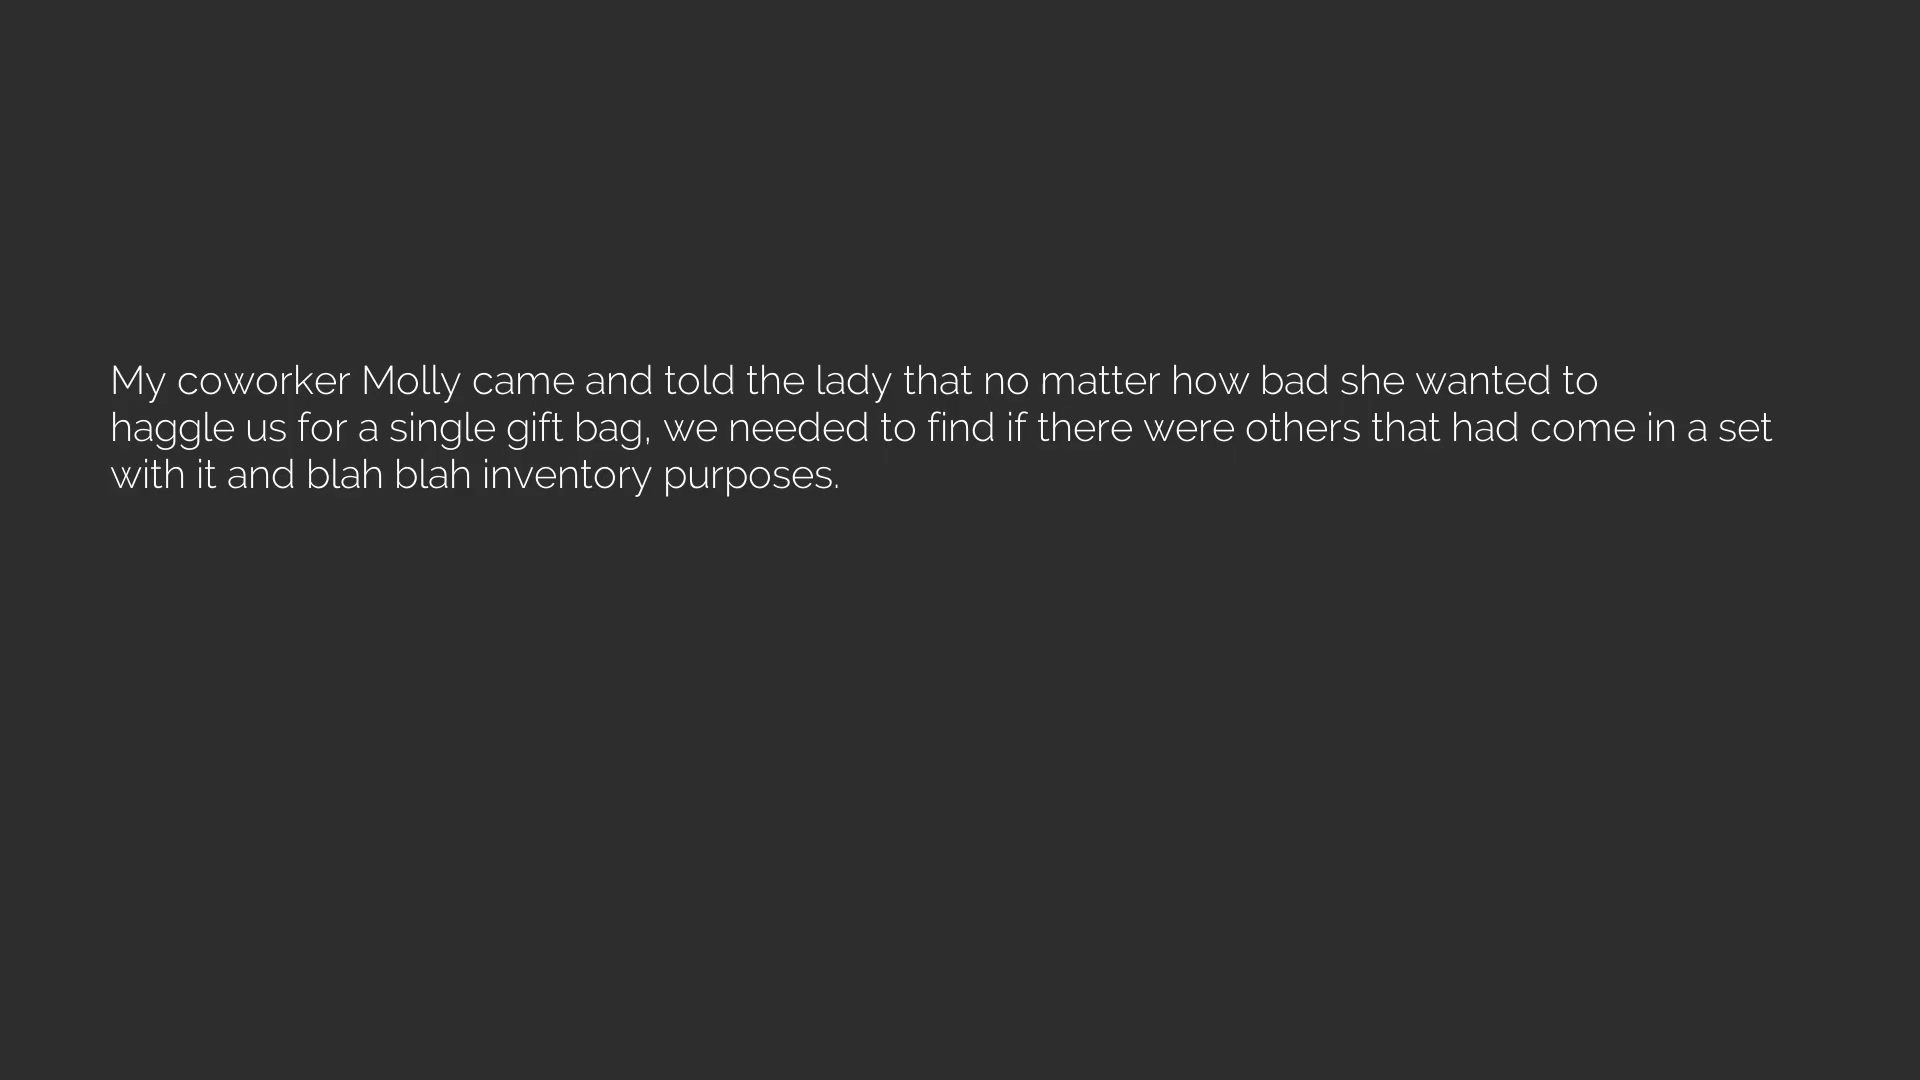 My coworker Molly came and told the lady that no matter how bad she wanted to
haggle us for a single gift bag, we needed to find if there were others that had come in a set
with it and blah blah inventory purposes.